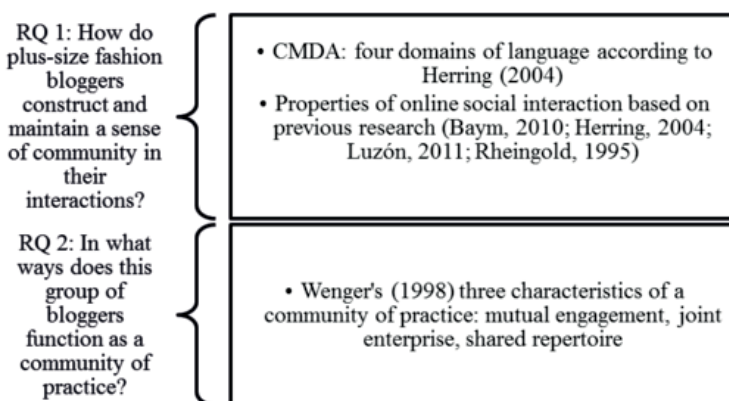 RQ 1: How do
plus-size fashion
bloggers
construct and
maintain a sense
of community in
their
interactions?
• CMDA: four domains of language according to
Herring (2004)
• Properties of online social interaction based on
previous research (Baym, 2010; Herring, 2004;
Luzón, 2011; Rheingold, 1995)
RQ 2: In what
ways does this
group of
bloggers
function as a
community of
practice?
• Wenger's (1998) three characteristics of a
community of practice: mutual engagement, joint
enterprise, shared repertoire